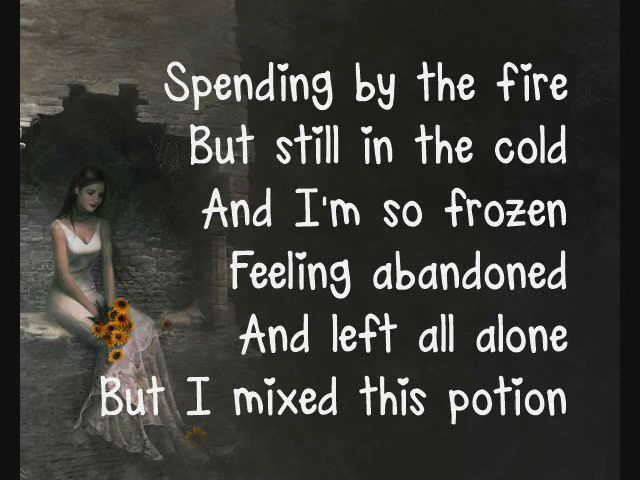 Spending by the fire
But still in the cold
And I'm so frozen
Feeling abandoned
And left all alone
But I mixed this potion